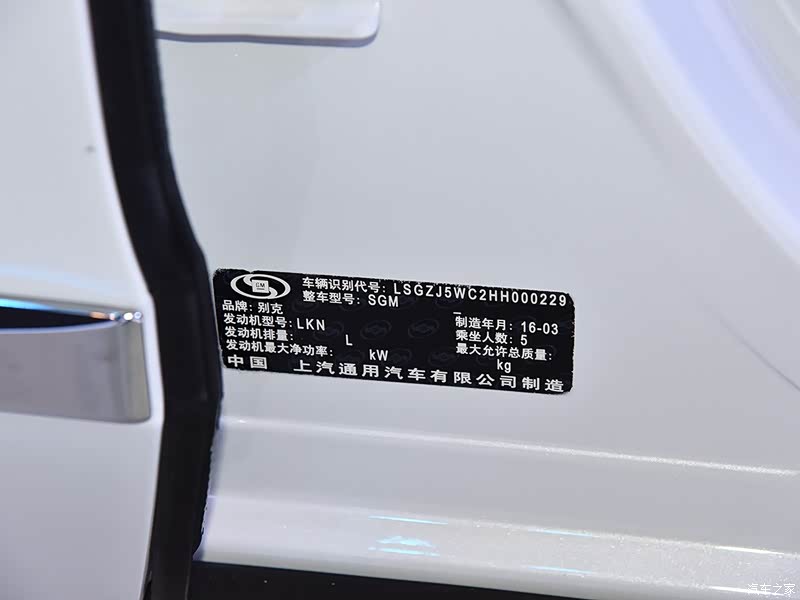 GM
车辆识别代号: LSGZJ5WC2HH000229
整车型号: SGM _
品牌: 别克 制造年月: 16-03
发动机型号: LKN 乘坐人数: 5
发动机排量: L 最大允许总质量:
发动机最大净功率: kW kg
中国 上汽通用汽车有限公司制造
汽车之家